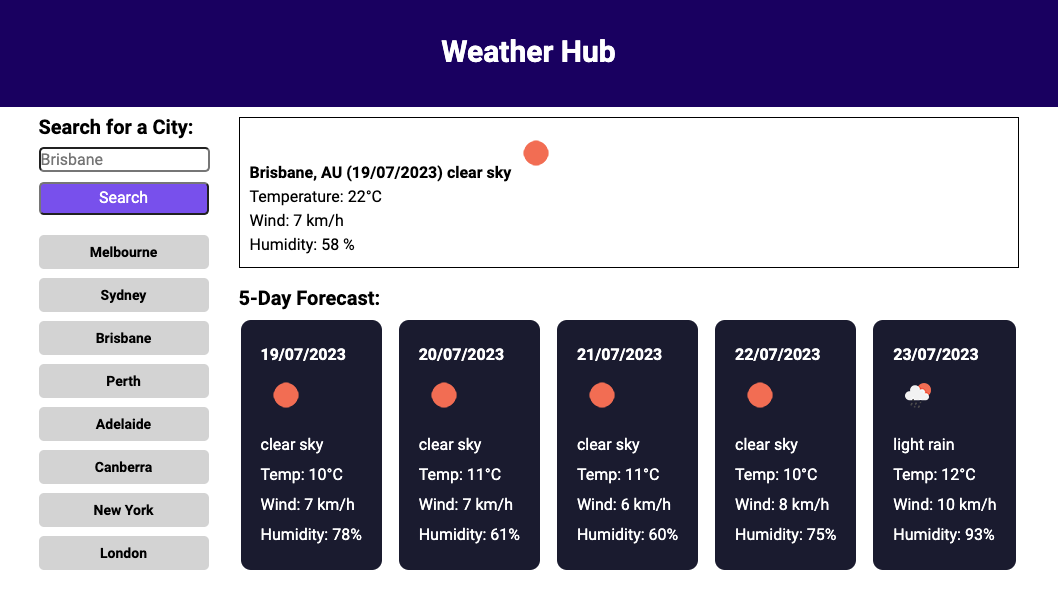 Weather Hub
Search for a City:
Brisbane
Search
Melbourne
Sydney
Brisbane
Perth
Adelaide
Canberra
New York
London
Brisbane, AU (19/07/2023) clear sky
Temperature: 22°C
Wind: 7 km/h
Humidity: 58 %
5-Day Forecast:
19/07/2023
clear sky
Temp: 10°C
Wind: 7 km/h
Humidity: 78%
20/07/2023
clear sky
Temp: 11°C
Wind: 7 km/h
Humidity: 61%
21/07/2023
clear sky
Temp: 11°C
Wind: 6 km/h
Humidity: 60%
22/07/2023
clear sky
Temp: 10°C
Wind: 8 km/h
Humidity: 75%
23/07/2023
light rain
Temp: 12°C
Wind: 10 km/h
Humidity: 93%